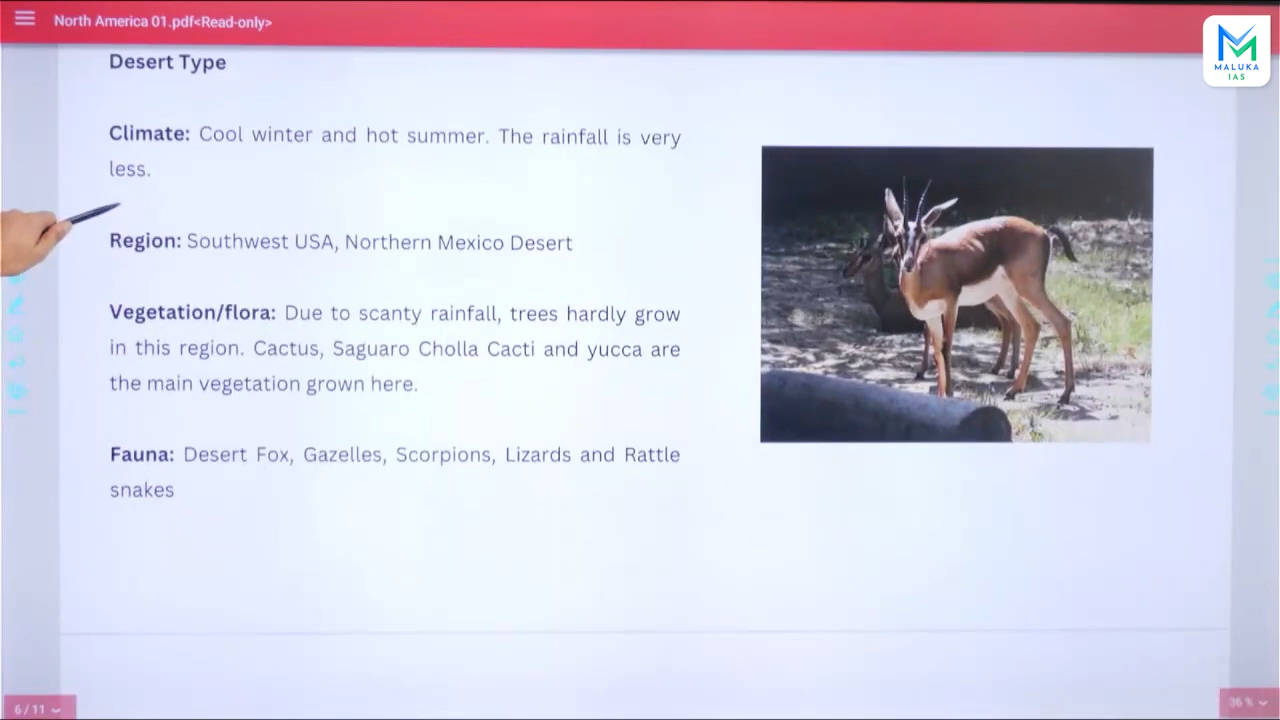 North America 01.pdf<Read-only>
MALUKA
IAS
Desert Type
Climate: Cool winter and hot summer. The rainfall is very
less.
Region: Southwest USA, Northern Mexico Desert
Vegetation/flora: Due to scanty rainfall, trees hardly grow
in this region. Cactus, Saguaro Cholla Cacti and yucca are
the main vegetation grown here.
Fauna: Desert Fox, Gazelles, Scorpions, Lizards and Rattle
snakes
6 / 11
36 %